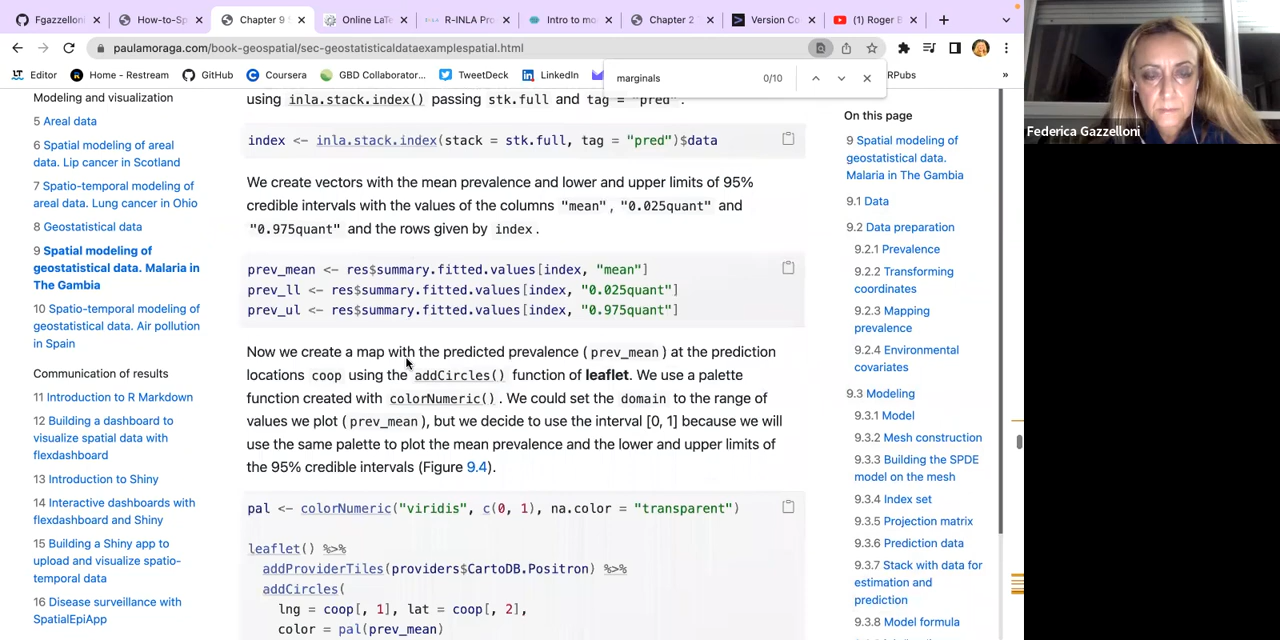 Fgazzelloni
How-to-Sp
Chapter 9
Online LaTe
R-INLA Pro
Intro to mo
Chapter 2
Version Co
(1) Roger B
paulamoraga.com/book-geospatial/sec-geostatisticaldataexamplespatial.html
Editor
Home - Restream
GitHub
Coursera
GBD Collaborator...
TweetDeck
LinkedIn
RPubs
»
marginals
0/10
Federica Gazzelloni
Modeling and visualization
5 Areal data
6 Spatial modeling of areal
data. Lip cancer in Scotland
7 Spatio-temporal modeling of
areal data. Lung cancer in Ohio
8 Geostatistical data
9 Spatial modeling of
geostatistical data. Malaria in
The Gambia
10 Spatio-temporal modeling of
geostatistical data. Air pollution
in Spain
Communication of results
11 Introduction to R Markdown
12 Building a dashboard to
visualize spatial data with
flexdashboard
13 Introduction to Shiny
14 Interactive dashboards with
flexdashboard and Shiny
15 Building a Shiny app to
upload and visualize spatio-
temporal data
16 Disease surveillance with
SpatialEpiApp
using inla.stack.index() passing stk.full and tag = "pred".
index <- inla.stack.index(stack = stk.full, tag = "pred")$data
We create vectors with the mean prevalence and lower and upper limits of 95%
credible intervals with the values of the columns "mean", "0.025quant" and
"0.975quant" and the rows given by index.
prev_mean <- res$summary.fitted.values[index, "mean"]
prev_ll <- res$summary.fitted.values[index, "0.025quant"]
prev_ul <- res$summary.fitted.values[index, "0.975quant"]
Now we create a map with the predicted prevalence (prev_mean) at the prediction
locations coop using the addCircles() function of leaflet. We use a palette
function created with colorNumeric(). We could set the domain to the range of
values we plot (prev_mean), but we decide to use the interval [0, 1] because we will
use the same palette to plot the mean prevalence and the lower and upper limits of
the 95% credible intervals (Figure 9.4).
pal <- colorNumeric("viridis", c(0, 1), na.color = "transparent")
leaflet() %>%
addProviderTiles(providers$CartoDB.Positron) %>%
addCircles(
lng = coop[, 1], lat = coop[, 2],
color = pal(prev_mean)
On this page
9 Spatial modeling of
geostatistical data.
Malaria in The Gambia
9.1 Data
9.2 Data preparation
9.2.1 Prevalence
9.2.2 Transforming
coordinates
9.2.3 Mapping
prevalence
9.2.4 Environmental
covariates
9.3 Modeling
9.3.1 Model
9.3.2 Mesh construction
9.3.3 Building the SPDE
model on the mesh
9.3.4 Index set
9.3.5 Projection matrix
9.3.6 Prediction data
9.3.7 Stack with data for
estimation and
prediction
9.3.8 Model formula